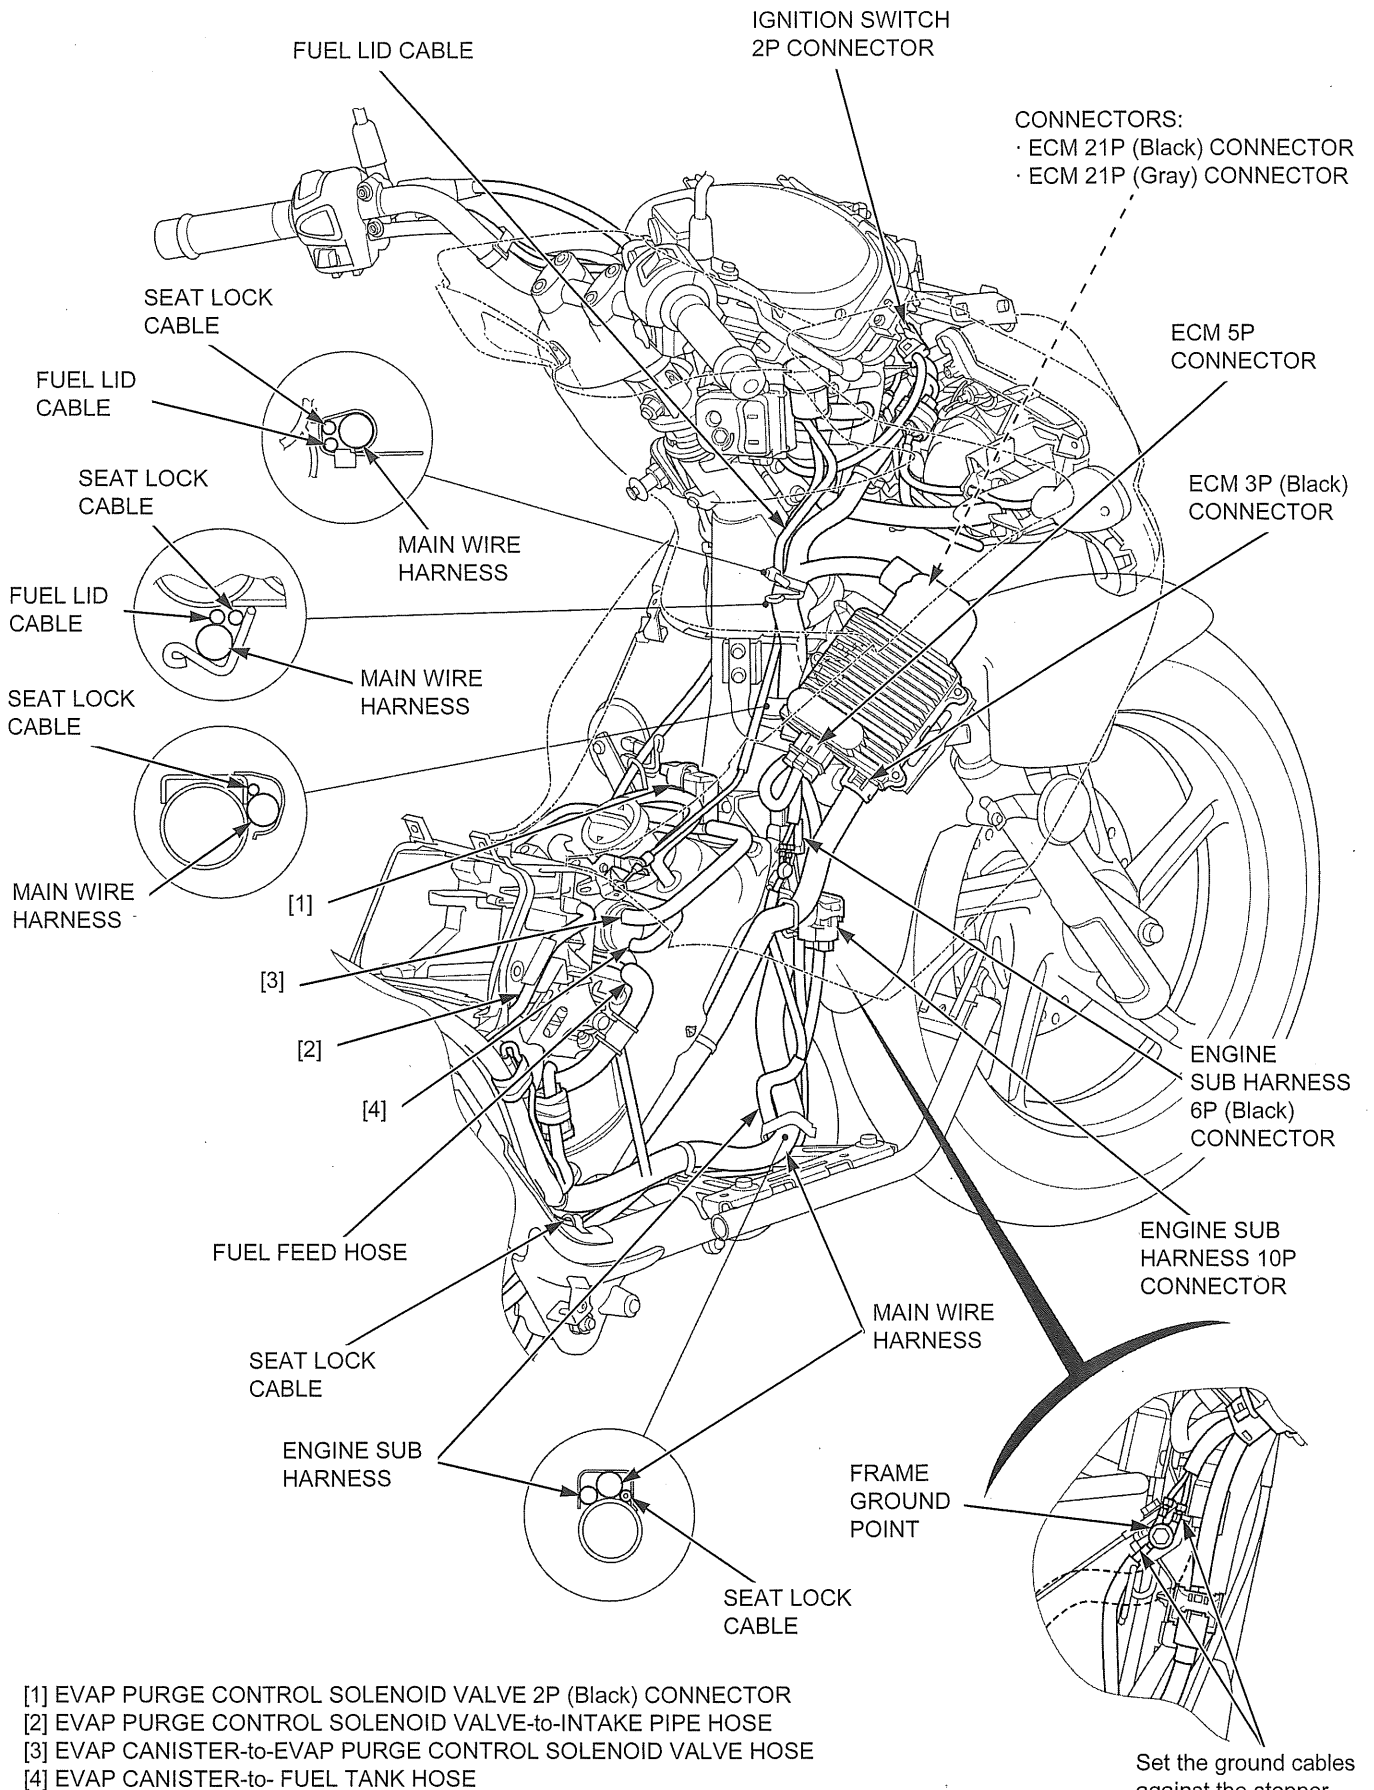 IGNITION SWITCH
2P CONNECTOR
FUEL LID CABLE
CONNECTORS:
· ECM 21P (Black) CONNECTOR
· ECM 21P (Gray) CONNECTOR
SEAT LOCK
CABLE
ECM 5P
CONNECTOR
FUEL LID
CABLE
SEAT LOCK
CABLE
ECM 3P (Black)
CONNECTOR
MAIN WIRE
HARNESS
FUEL LID
CABLE
MAIN WIRE
HARNESS
SEAT LOCK
CABLE
MAIN WIRE
HARNESS
[1]
[3]
[2]
[4]
ENGINE
SUB HARNESS
6P (Black)
CONNECTOR
FUEL FEED HOSE
ENGINE SUB
HARNESS 10P
CONNECTOR
MAIN WIRE
HARNESS
SEAT LOCK
CABLE
ENGINE SUB
HARNESS
FRAME
GROUND
POINT
SEAT LOCK
CABLE
[1] EVAP PURGE CONTROL SOLENOID VALVE 2P (Black) CONNECTOR
[2] EVAP PURGE CONTROL SOLENOID VALVE-to-INTAKE PIPE HOSE
[3] EVAP CANISTER-to-EVAP PURGE CONTROL SOLENOID VALVE HOSE
[4] EVAP CANISTER-to- FUEL TANK HOSE
Set the ground cables
against the stopper